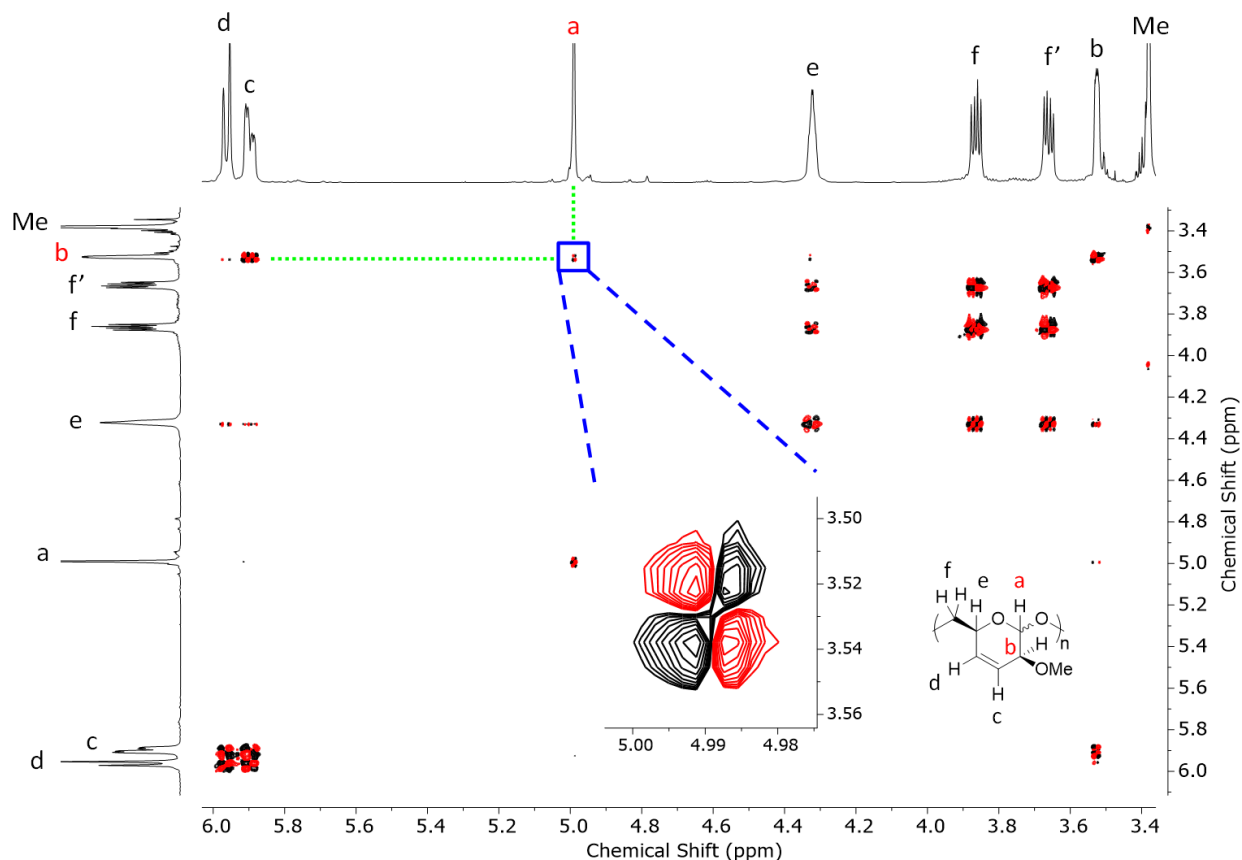 d
c
a
e
f
f’
b
Me
Me
b
f’
f
e
a
c
d
3.4
3.6
3.8
4.0
4.2
4.4
4.6
4.8
5.0
5.2
5.4
5.6
5.8
6.0
Chemical Shift (ppm)
3.50
3.52
3.54
3.56
5.00 4.99 4.98
f
H H e a
H H
O O n
b H
H OMe
d H
c
6.0 5.8 5.6 5.4 5.2 5.0 4.8 4.6 4.4 4.2 4.0 3.8 3.6 3.4
Chemical Shift (ppm)